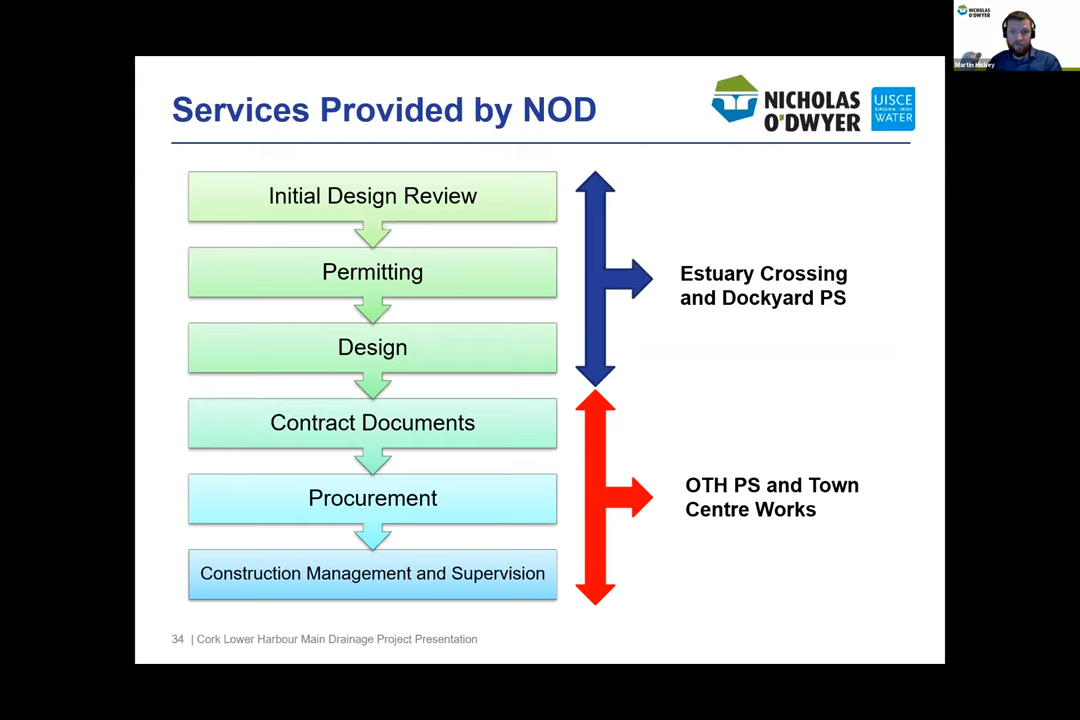 NICHOLAS
O'DWYER
Martin Hickey
Services Provided by NOD
NICHOLAS
O'DWYER
UISCE
ÉIREANN : IRISH
WATER
Initial Design Review
Permitting
Design
Contract Documents
Procurement
Construction Management and Supervision
Estuary Crossing
and Dockyard PS
OTH PS and Town
Centre Works
34 | Cork Lower Harbour Main Drainage Project Presentation